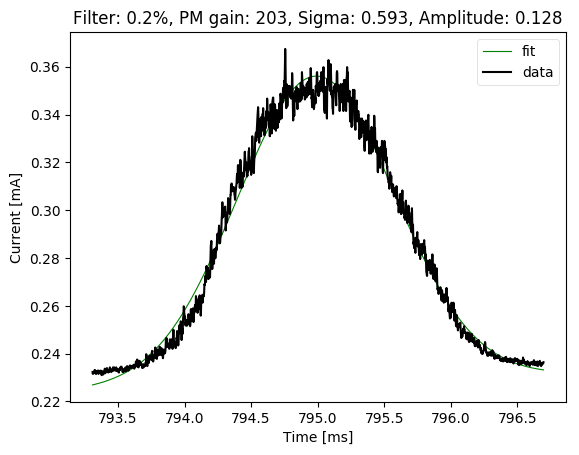 Filter: 0.2%, PM gain: 203, Sigma: 0.593, Amplitude: 0.128
fit
data
Current [mA]
0.36
0.34
0.32
0.30
0.28
0.26
0.24
0.22
793.5 794.0 794.5 795.0 795.5 796.0 796.5
Time [ms]